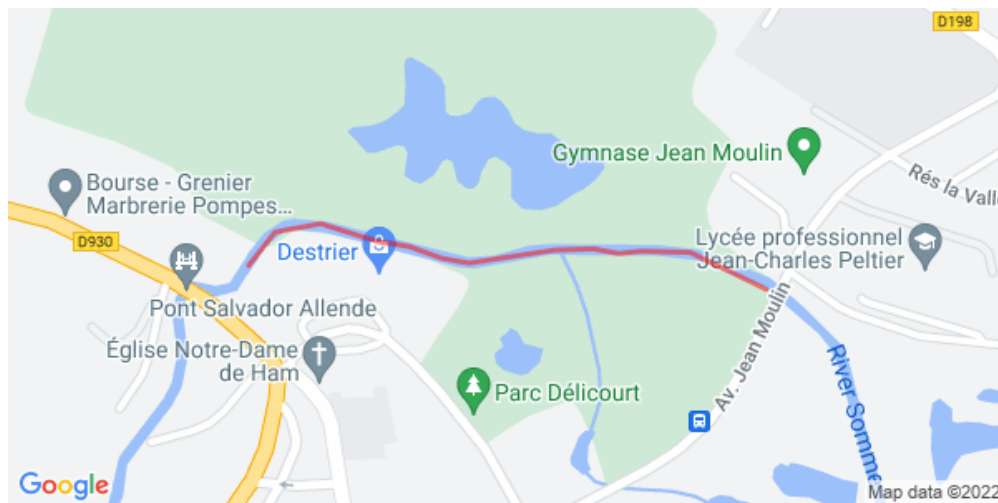 D198
Gymnase Jean Moulin
Rés la Vallé
Bourse - Grenier
Marbrerie Pompes...
D930
Destrier
Lycée professionnel
Jean-Charles Peltier
Pont Salvador Allende
Église Notre-Dame
de Ham
Av. Jean Moulin
Parc Délicourt
River Somme
Google
Map data ©2022